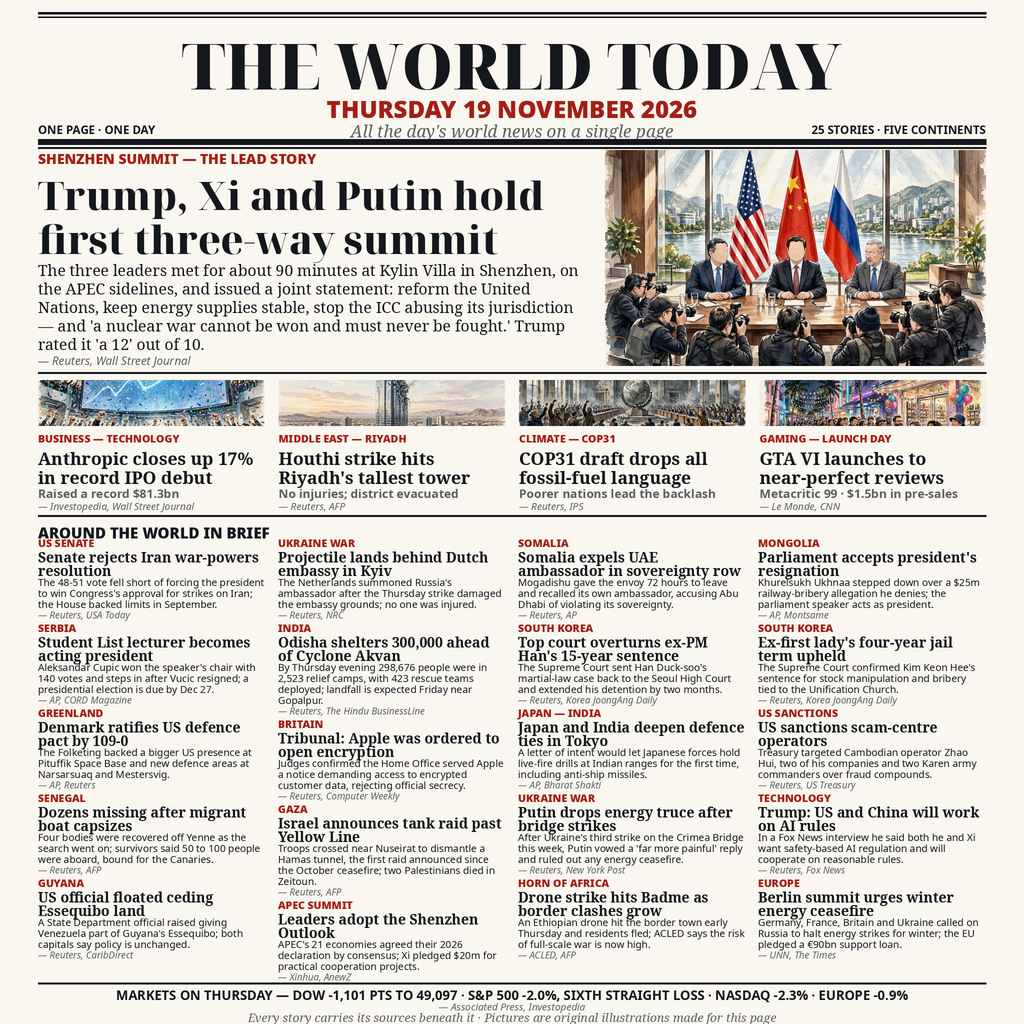 THE WORLD TODAY
THURSDAY 19 NOVEMBER 2026
ONE PAGE · ONE DAY
All the day's world news on a single page
25 STORIES · FIVE CONTINENTS
SHENZHEN SUMMIT — THE LEAD STORY
Trump, Xi and Putin hold
first three-way summit
The three leaders met for about 90 minutes at Kylin Villa in Shenzhen, on
the APEC sidelines, and issued a joint statement: reform the United
Nations, keep energy supplies stable, stop the ICC abusing its jurisdiction
— and 'a nuclear war cannot be won and must never be fought.' Trump
rated it 'a 12' out of 10.
— Reuters, Wall Street Journal
BUSINESS — TECHNOLOGY
Anthropic closes up 17%
in record IPO debut
Raised a record $81.3bn
— Investopedia, Wall Street Journal
MIDDLE EAST — RIYADH
Houthi strike hits
Riyadh's tallest tower
No injuries; district evacuated
— Reuters, AFP
CLIMATE — COP31
COP31 draft drops all
fossil-fuel language
Poorer nations lead the backlash
— Reuters, IPS
GAMING — LAUNCH DAY
GTA VI launches to
near-perfect reviews
Metacritic 99 · $1.5bn in pre-sales
— Le Monde, CNN
AROUND THE WORLD IN BRIEF
US SENATE
Senate rejects Iran war-powers
resolution
The 48-51 vote fell short of forcing the president
to win Congress's approval for strikes on Iran;
the House backed limits in September.
— Reuters, USA Today
SERBIA
Student List lecturer becomes
acting president
Aleksandar Cupic won the speaker's chair with
140 votes and steps in after Vucic resigned; a
presidential election is due by Dec 27.
— AP, CORD Magazine
GREENLAND
Denmark ratifies US defence
pact by 109-0
The Folketing backed a bigger US presence at
Pituffik Space Base and new defence areas at
Narsarsuaq and Mestersvig.
— AP, Reuters
SENEGAL
Dozens missing after migrant
boat capsizes
Four bodies were recovered off Yenne as the
search went on; survivors said 50 to 100 people
were aboard, bound for the Canaries.
— Reuters, AFP
GUYANA
US official floated ceding
Essequibo land
A State Department official raised giving
Venezuela part of Guyana's Essequibo; both
capitals say policy is unchanged.
— Reuters, CaribDirect
UKRAINE WAR
Projectile lands behind Dutch
embassy in Kyiv
The Netherlands summoned Russia's
ambassador after the Thursday strike damaged
the embassy grounds; no one was injured.
— Reuters, NRC
INDIA
Odisha shelters 300,000 ahead
of Cyclone Akvan
By Thursday evening 298,676 people were in
2,523 relief camps, with 423 rescue teams
deployed; landfall is expected Friday near
Gopalpur.
— Reuters, The Hindu BusinessLine
BRITAIN
Tribunal: Apple was ordered to
open encryption
Judges confirmed the Home Office served Apple
a notice demanding access to encrypted
customer data, rejecting official secrecy.
— Reuters, Computer Weekly
GAZA
Israel announces tank raid past
Yellow Line
Troops crossed near Nuseirat to dismantle a
Hamas tunnel, the first raid announced since
the October ceasefire; two Palestinians died in
Zeitoun.
— Reuters, AFP
APEC SUMMIT
Leaders adopt the Shenzhen
Outlook
APEC's 21 economies agreed their 2026
declaration by consensus; Xi pledged $20m for
practical cooperation projects.
— Xinhua, AnewZ
SOMALIA
Somalia expels UAE
ambassador in sovereignty row
Mogadishu gave the envoy 72 hours to leave
and recalled its own ambassador, accusing Abu
Dhabi of violating its sovereignty.
— Reuters, AP
SOUTH KOREA
Top court overturns ex-PM
Han's 15-year sentence
The Supreme Court sent Han Duck-soo's
martial-law case back to the Seoul High Court
and extended his detention by two months.
— Reuters, Korea JoongAng Daily
JAPAN — INDIA
Japan and India deepen defence
ties in Tokyo
A letter of intent would let Japanese forces hold
live-fire drills at Indian ranges for the first time,
including anti-ship missiles.
— AP, Bharat Shakti
UKRAINE WAR
Putin drops energy truce after
bridge strikes
After Ukraine's third strike on the Crimea Bridge
this week, Putin vowed a 'far more painful' reply
and ruled out any energy ceasefire.
— Reuters, New York Post
HORN OF AFRICA
Drone strike hits Badme as
border clashes grow
An Ethiopian drone hit the border town early
Thursday and residents fled; ACLED says the risk
of full-scale war is now high.
— ACLED, AFP
MONGOLIA
Parliament accepts president's
resignation
Khurelsukh Ukhnaa stepped down over a $25m
railway-bribery allegation he denies; the
parliament speaker acts as president.
— AP, Montsame
SOUTH KOREA
Ex-first lady's four-year jail
term upheld
The Supreme Court confirmed Kim Keon Hee's
sentence for stock manipulation and bribery
tied to the Unification Church.
— Reuters, Korea JoongAng Daily
US SANCTIONS
US sanctions scam-centre
operators
Treasury targeted Cambodian operator Zhao
Hui, two of his companies and two Karen army
commanders over fraud compounds.
— Reuters, US Treasury
TECHNOLOGY
Trump: US and China will work
on AI rules
In a Fox News interview he said both he and Xi
want safety-based AI regulation and will
cooperate on reasonable rules.
— Reuters, Fox News
EUROPE
Berlin summit urges winter
energy ceasefire
Germany, France, Britain and Ukraine called on
Russia to halt energy strikes for winter; the EU
pledged a €90bn support loan.
— UNN, The Times
MARKETS ON THURSDAY — DOW -1,101 PTS TO 49,097 · S&P 500 -2.0%, SIXTH STRAIGHT LOSS · NASDAQ -2.3% · EUROPE -0.9%
— Associated Press, Investopedia
Every story carries its sources beneath it · Pictures are original illustrations made for this page